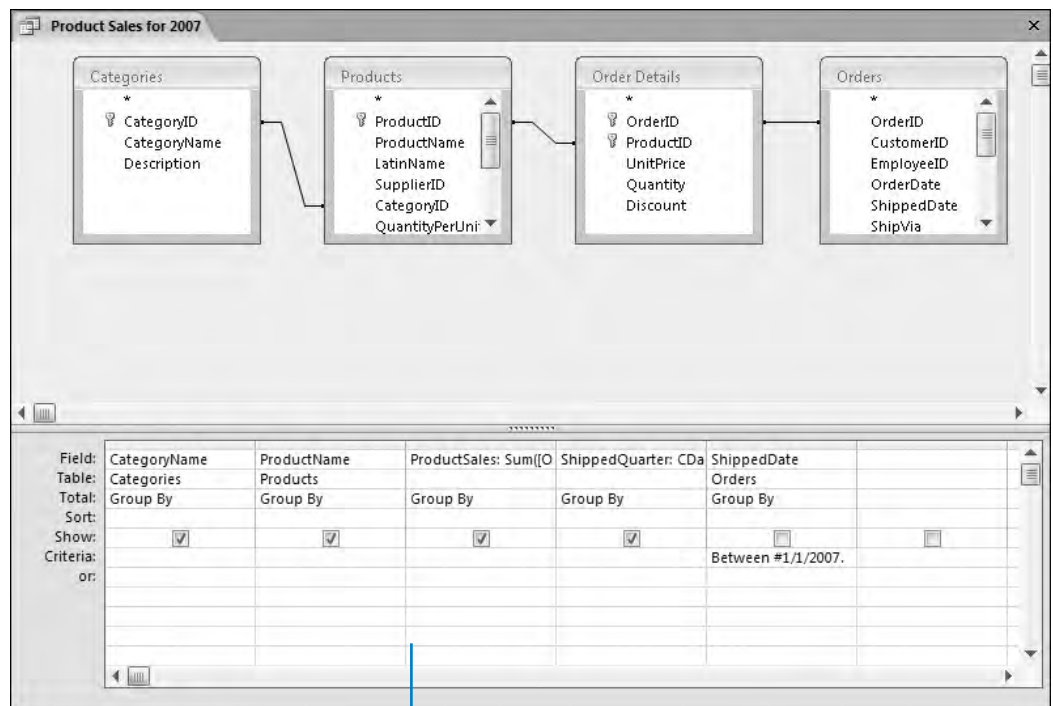 Product Sales for 2007
Categories
*
CategoryID
CategoryName
Description
Products
*
ProductID
ProductName
LatinName
SupplierID
CategoryID
QuantityPerUni
Order Details
*
OrderID
ProductID
UnitPrice
Quantity
Discount
Orders
*
OrderID
CustomerID
EmployeeID
OrderDate
ShippedDate
ShipVia
Field: CategoryName ProductName ProductSales: Sum([O ShippedQuarter: CDa ShippedDate
Table: Categories Products Orders
Total: Group By Group By Group By Group By Group By
Sort:
Show:
Criteria: Between #1/1/2007.
or: